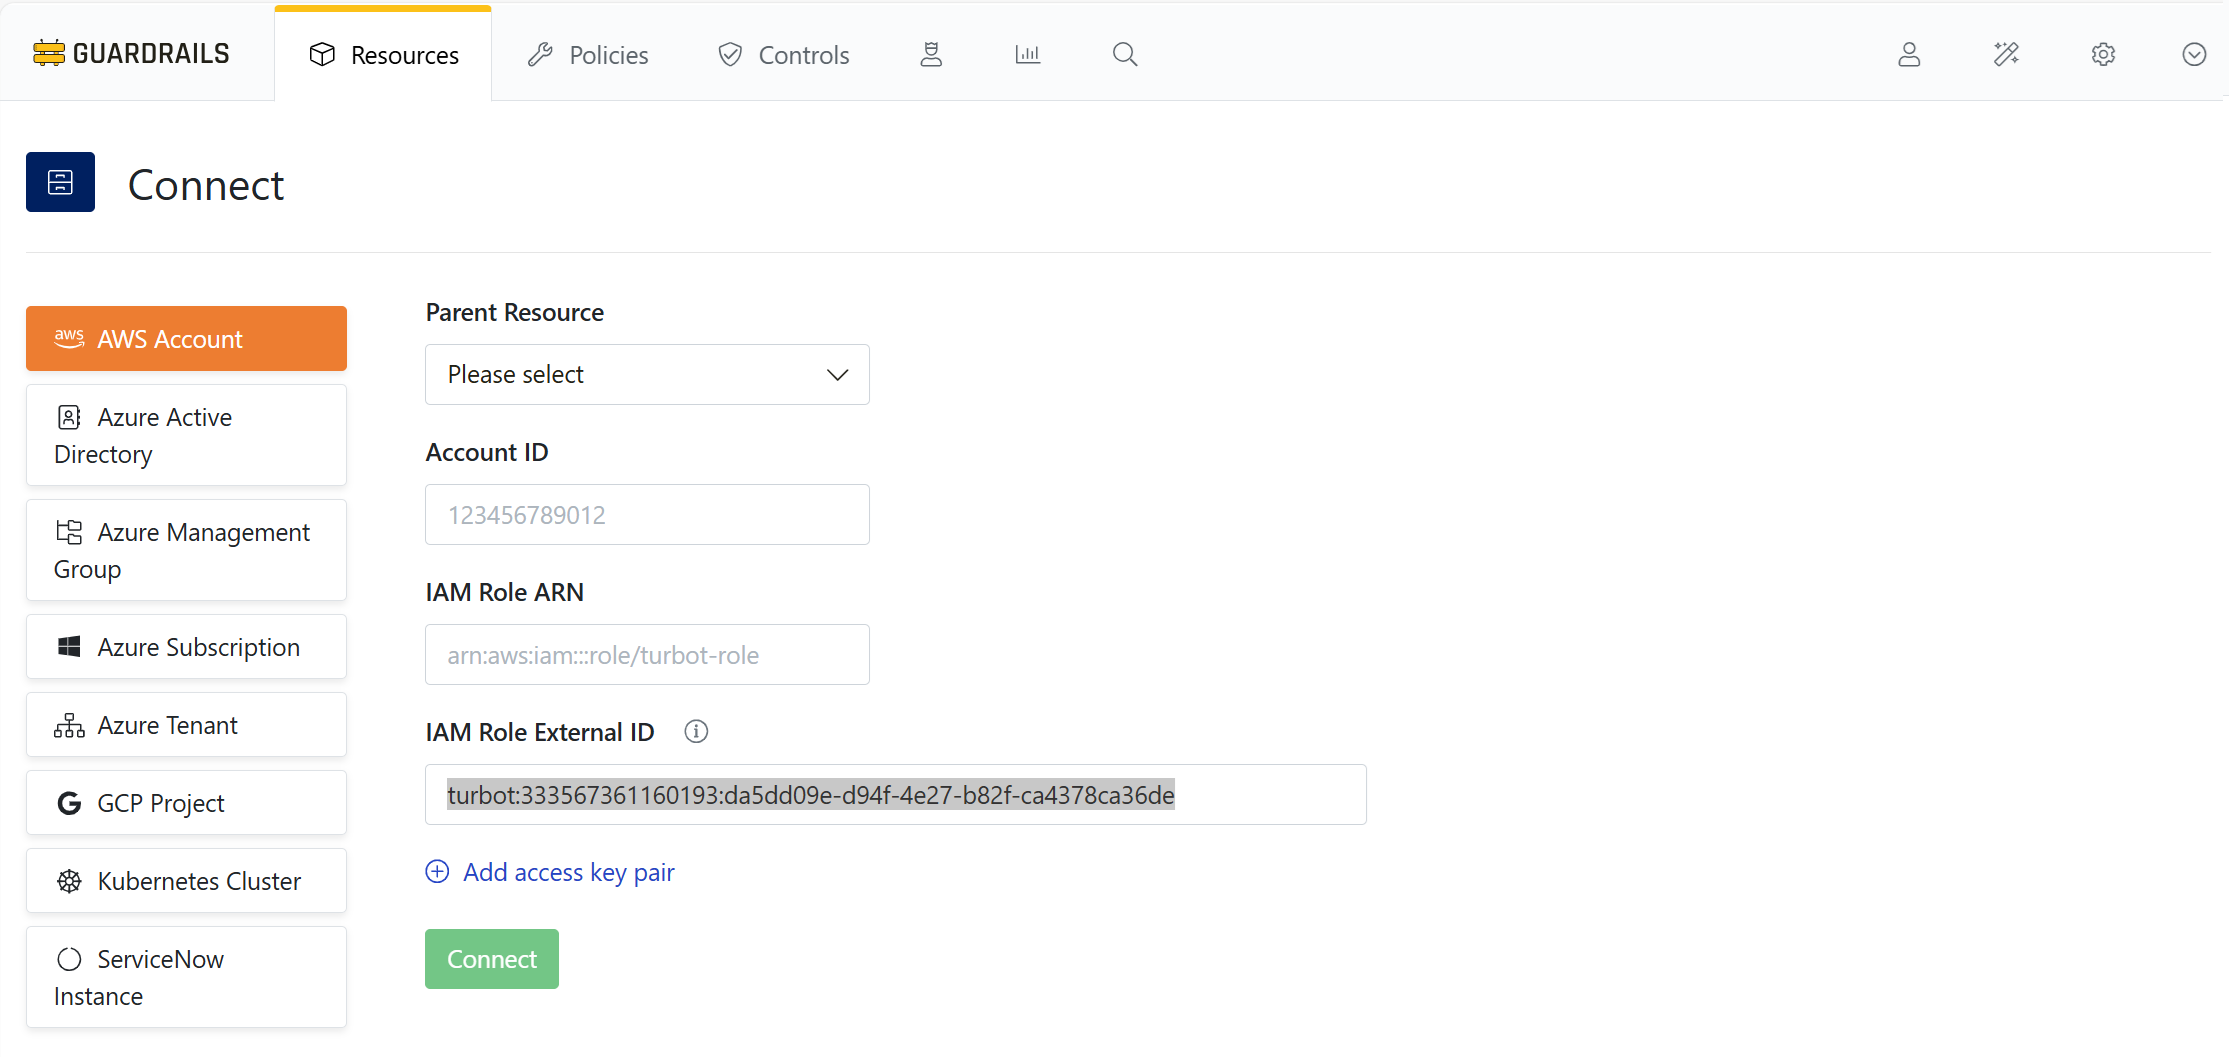 GUARDRAILS
Resources
Policies
Controls
Connect
aws AWS Account
Azure Active
Directory
Azure Management
Group
Azure Subscription
Azure Tenant
GCP Project
Kubernetes Cluster
ServiceNow
Instance
Parent Resource
Please select
Account ID
123456789012
IAM Role ARN
arn:aws:iam:::role/turbot-role
IAM Role External ID
turbot:333567361160193:da5dd09e-d94f-4e27-b82f-ca4378ca36de
Add access key pair
Connect